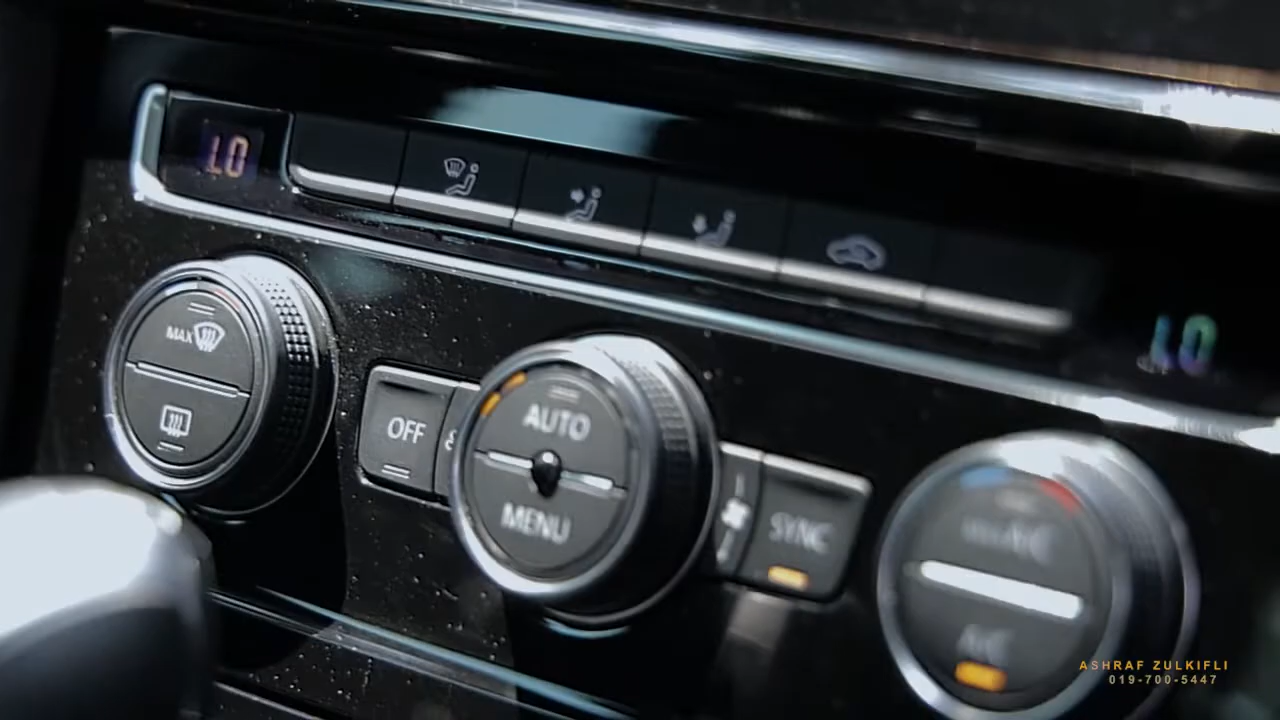 LO
LO
MAX
OFF
AUTO
MENU
SYNC
A/C
ASHRAF ZULKIFLI
019-700-5447